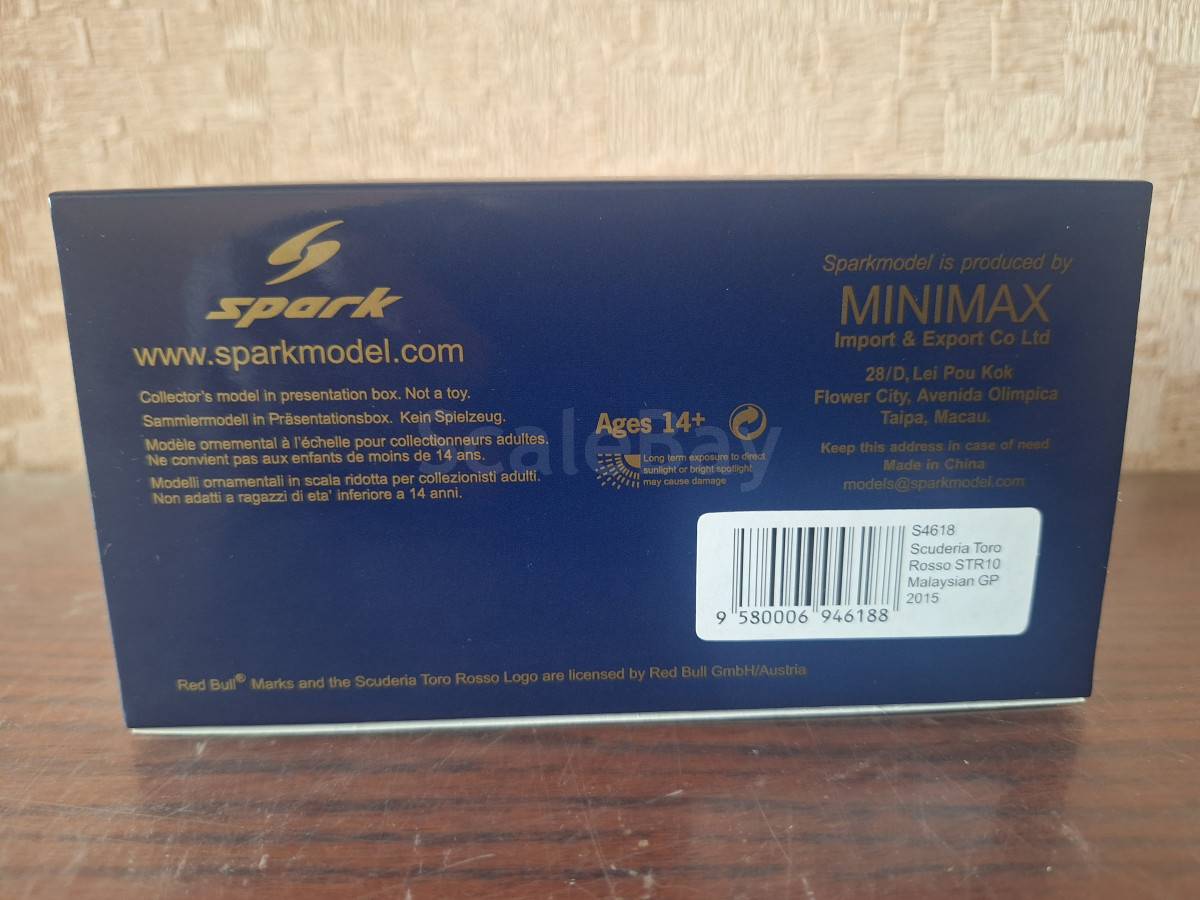 spark
www.sparkmodel.com
Collector's model in presentation box. Not a toy.
Sammlermodell in Präsentationsbox. Kein Spielzeug.
Modèle ornemental à l'échelle pour collectionneurs adultes.
Ne convient pas aux enfants de moins de 14 ans.
Modelli ornamentali in scala ridotta per collezionisti adulti.
Non adatti a ragazzi di eta' inferiore a 14 anni.
ScaleBay
Ages 14+
Long term exposure to direct
sunlight or bright spotlight
may cause damage
Sparkmodel is produced by
MINIMAX
Import & Export Co Ltd
28/D, Lei Pou Kok
Flower City, Avenida Olimpica
Taipa, Macau.
Keep this address in case of need
Made in China
models@sparkmodel.com
S4618
Scuderia Toro
Rosso STR10
Malaysian GP
2015
9 580006 946188
Red Bull® Marks and the Scuderia Toro Rosso Logo are licensed by Red Bull GmbH/Austria